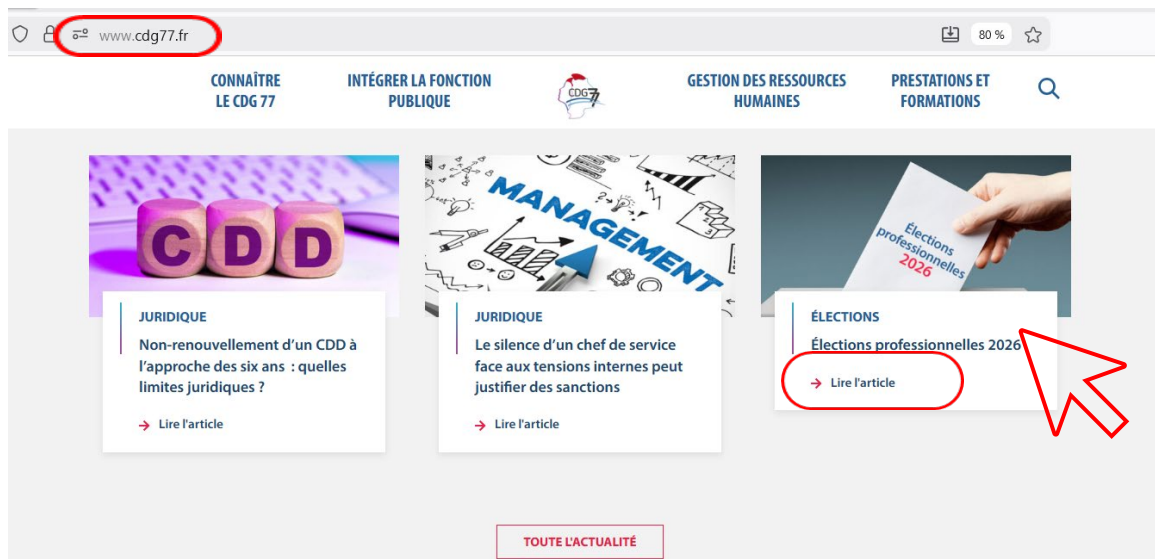 www.cdg77.fr
80 %
CONNAÎTRE
LE CDG 77
INTÉGRER LA FONCTION
PUBLIQUE
CDG77
GESTION DES RESSOURCES
HUMAINES
PRESTATIONS ET
FORMATIONS
CDD
MANAGEMENT
Élections
professionnelles
2026
JURIDIQUE
Non-renouvellement d'un CDD à
l'approche des six ans : quelles
limites juridiques ?
Lire l'article
JURIDIQUE
Le silence d'un chef de service
face aux tensions internes peut
justifier des sanctions
Lire l'article
ÉLECTIONS
Élections professionnelles 2026
Lire l'article
TOUTE L'ACTUALITÉ